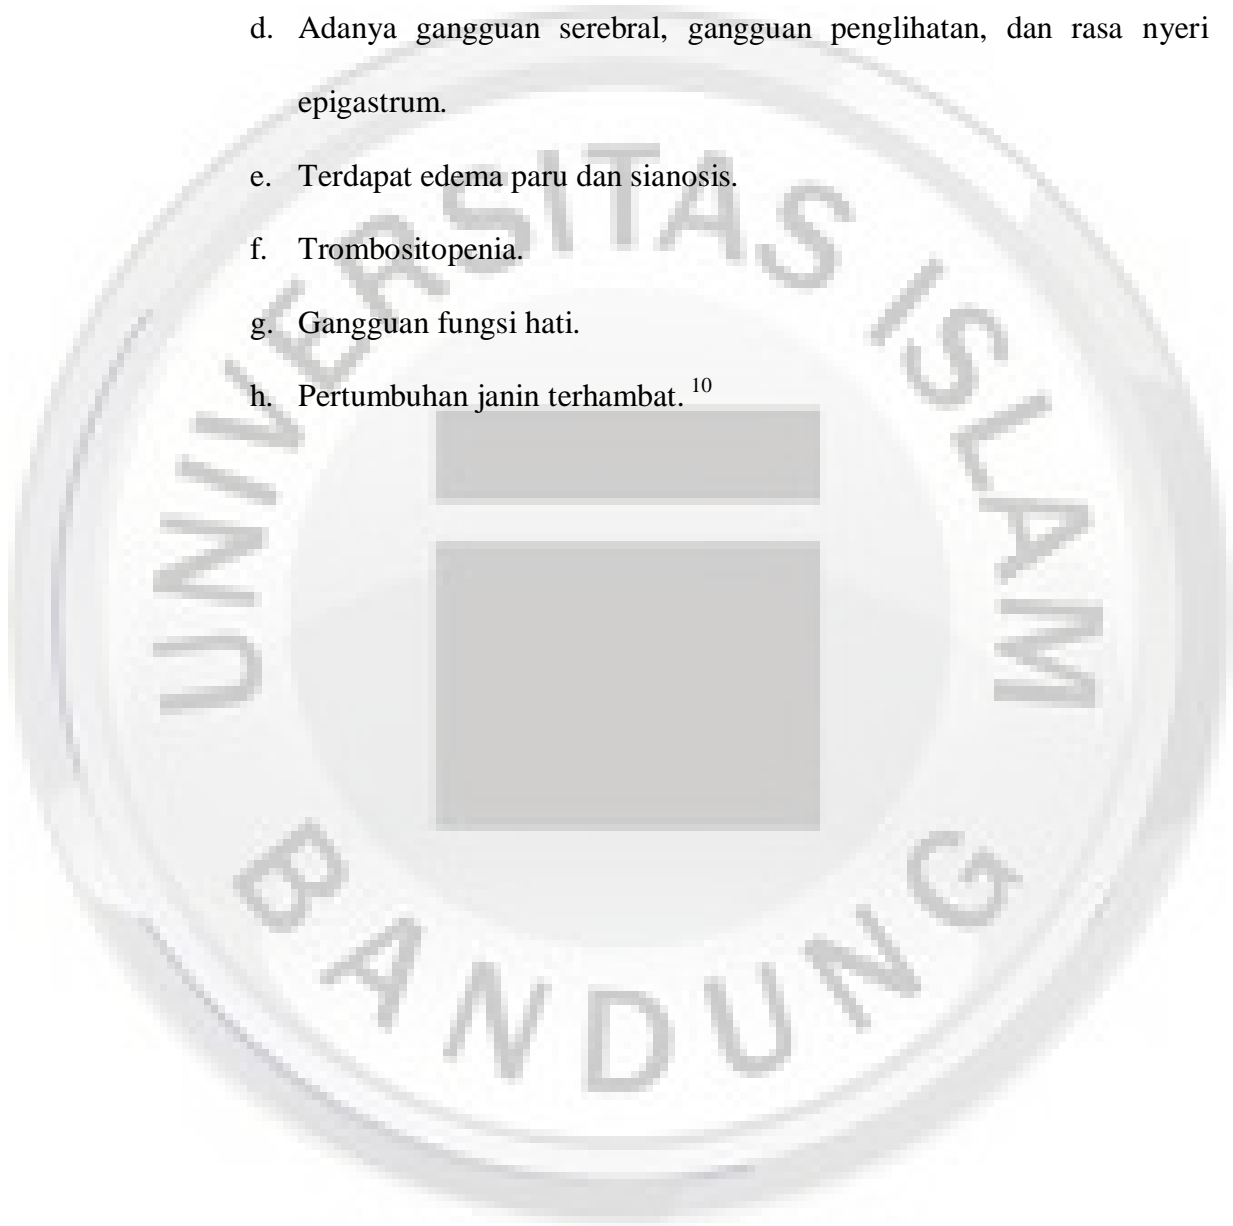 d. Adanya gangguan serebral, gangguan penglihatan, dan rasa nyeri
epigastrum.
e. Terdapat edema paru dan sianosis.
f. Trombositopenia.
g. Gangguan fungsi hati.
h. Pertumbuhan janin terhambat. 10
UNIVERSITAS ISLAM
BANDUNG